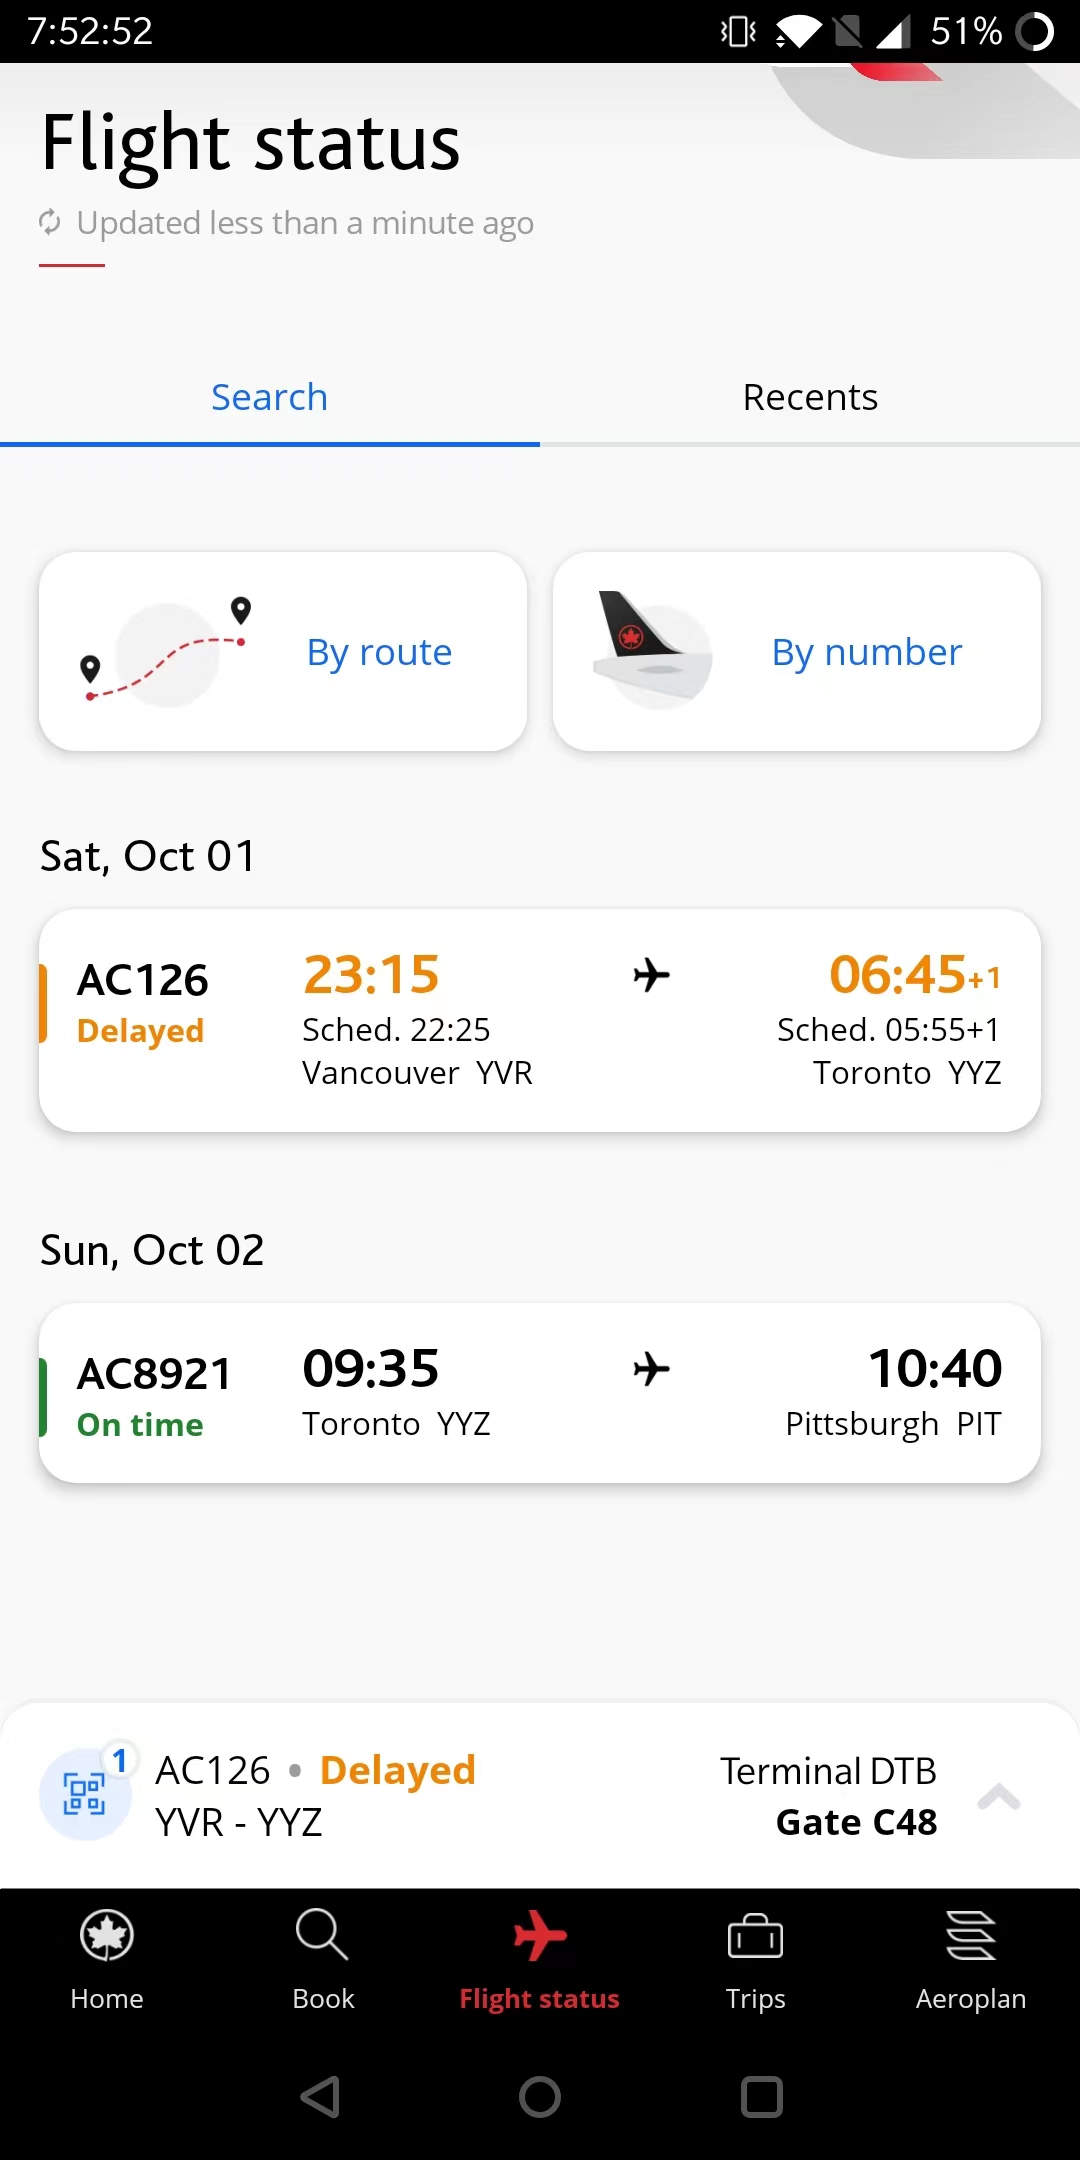 7:52:52
51%
Flight status
Updated less than a minute ago
Search Recents
By route By number
Sat, Oct 01
AC126 23:15 06:45+1
Delayed Sched. 22:25 Sched. 05:55+1
Vancouver YVR Toronto YYZ
Sun, Oct 02
AC8921 09:35 10:40
On time Toronto YYZ Pittsburgh PIT
1
AC126 • Delayed Terminal DTB
YVR - YYZ Gate C48
Home Book Flight status Trips Aeroplan